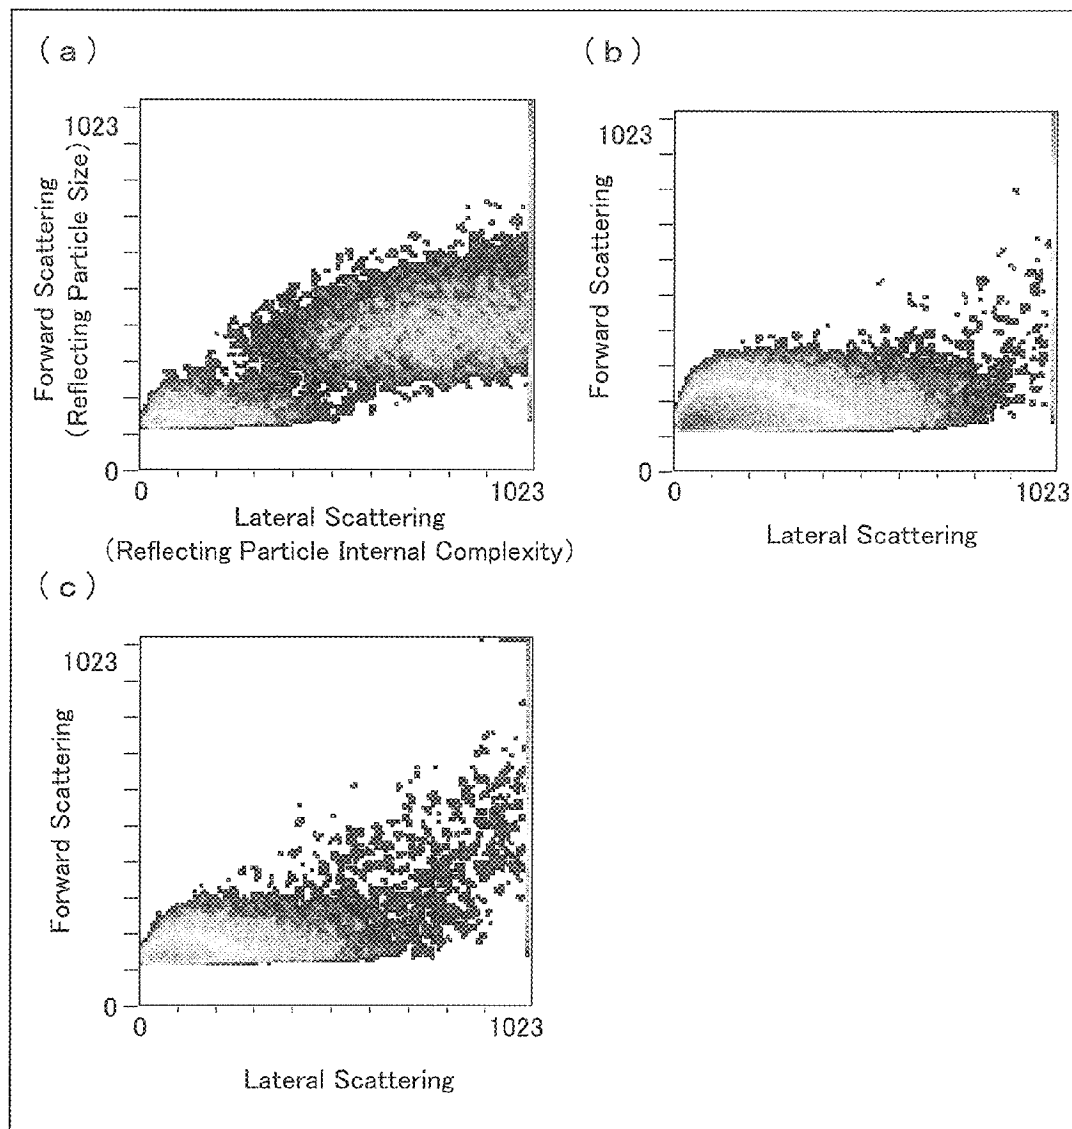 (a)
1023
Forward Scattering
(Reflecting Particle Size)
0
0
1023
Lateral Scattering
(Reflecting Particle Internal Complexity)
(b)
1023
Forward Scattering
0
0
1023
Lateral Scattering
(c)
1023
Forward Scattering
0
0
1023
Lateral Scattering